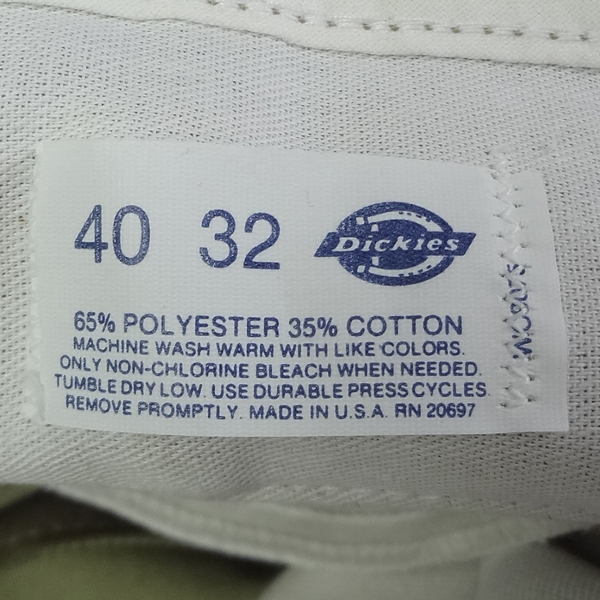 40 32 Dickies
65% POLYESTER 35% COTTON
MACHINE WASH WARM WITH LIKE COLORS.
ONLY NON-CHLORINE BLEACH WHEN NEEDED.
TUMBLE DRY LOW. USE DURABLE PRESS CYCLES
REMOVE PROMPTLY. MADE IN U.S.A. RN 20697